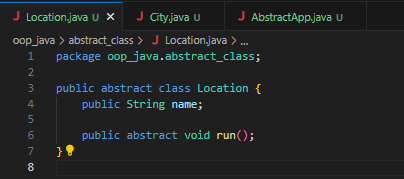 J Location.java U X J City.java U J AbstractApp.java U
oop_java > abstract_class > J Location.java > ...
1 package oop_java.abstract_class;
2
3 public abstract class Location {
4     public String name;
5
6     public abstract void run();
7 }
8